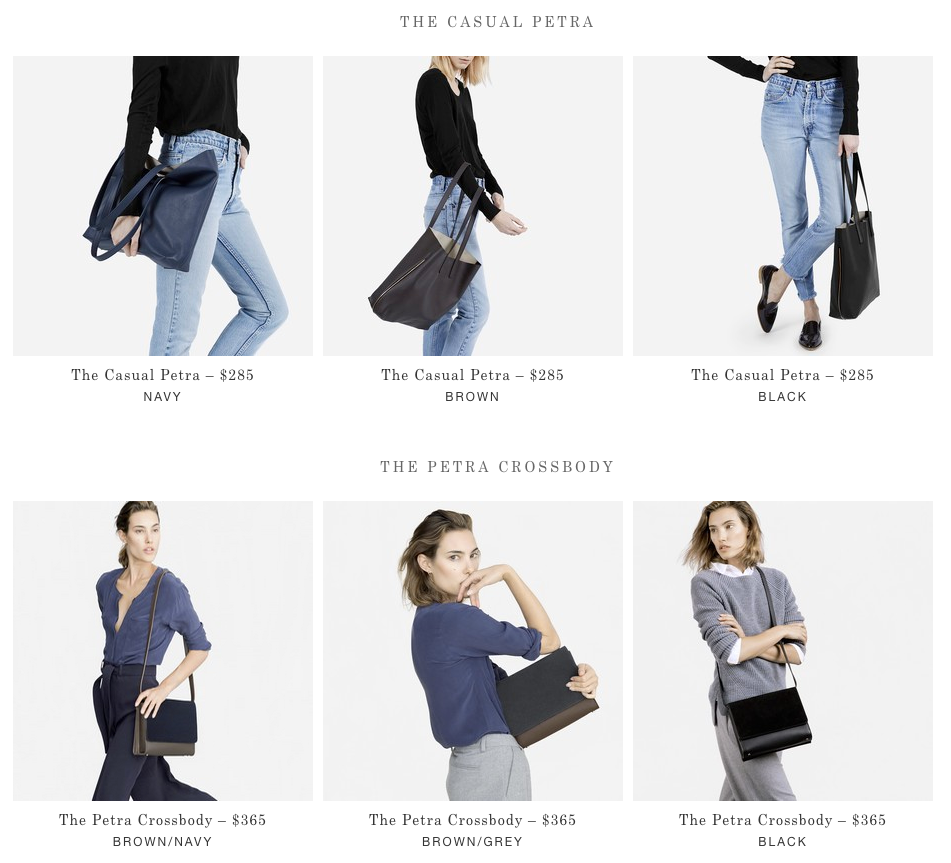 THE CASUAL PETRA
The Casual Petra – $285
NAVY
The Casual Petra – $285
BROWN
The Casual Petra – $285
BLACK
THE PETRA CROSSBODY
The Petra Crossbody – $365
BROWN/NAVY
The Petra Crossbody – $365
BROWN/GREY
The Petra Crossbody – $365
BLACK